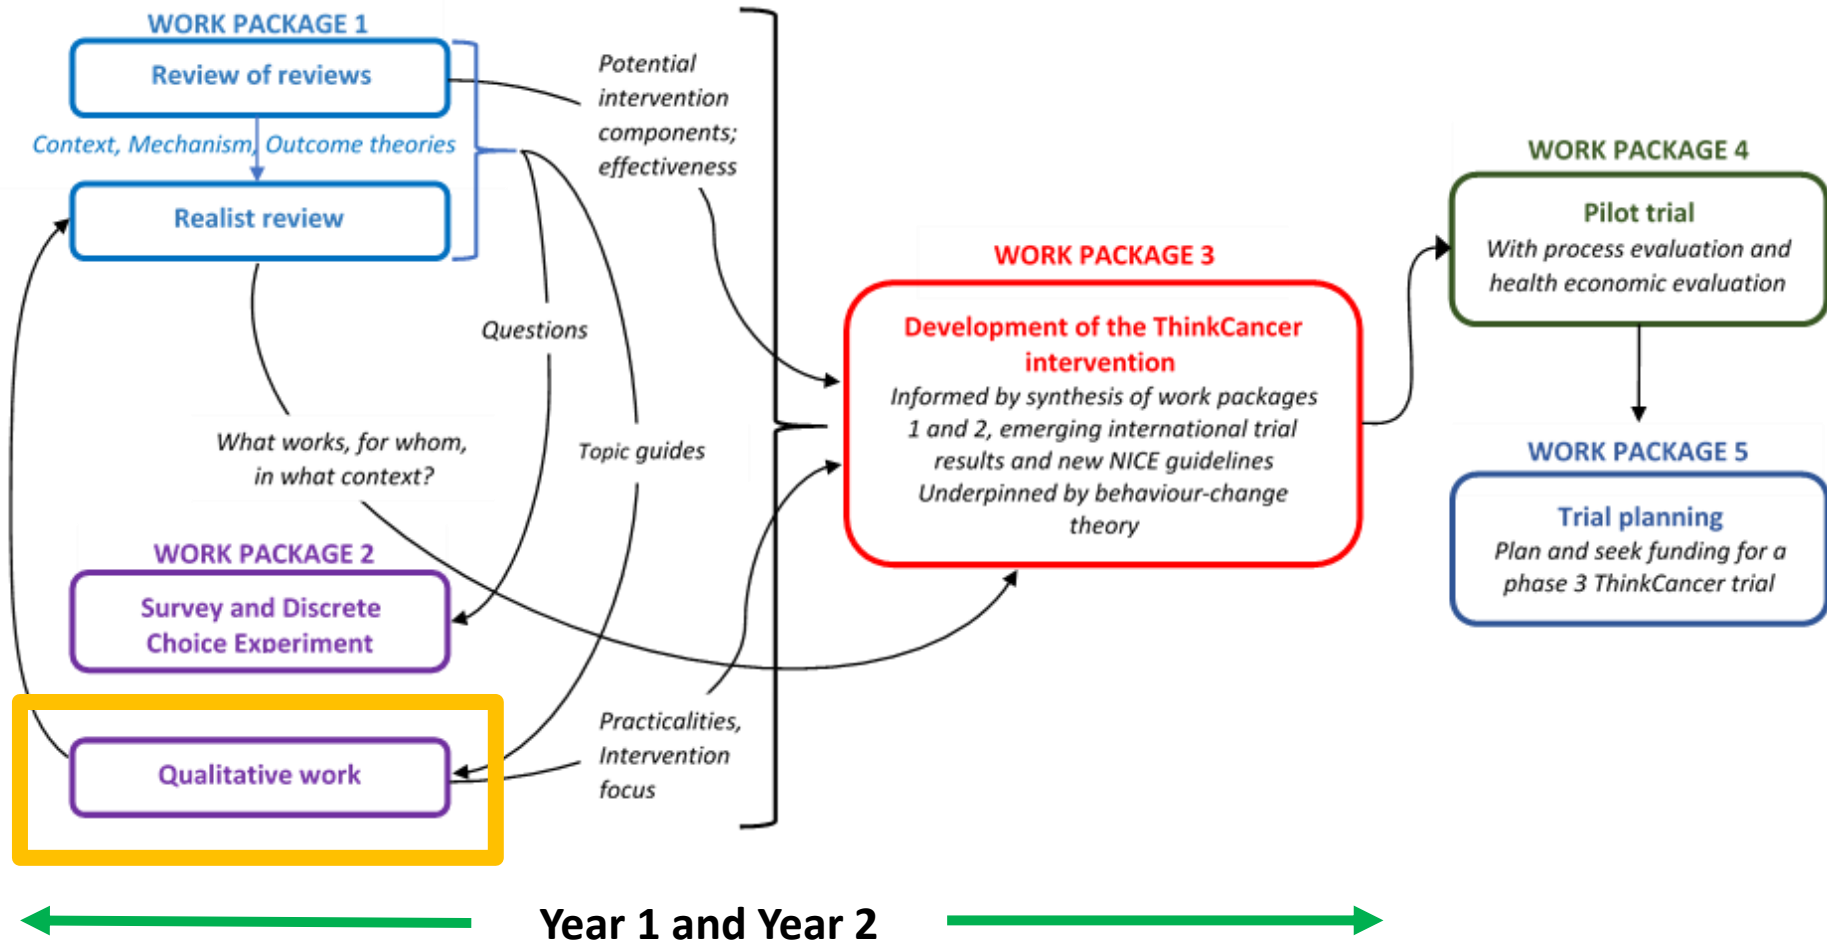 WORK PACKAGE 1
Review of reviews
Context, Mechanism, Outcome theories
Realist review
Potential
intervention
components;
effectiveness
Questions
What works, for whom,
in what context?
Topic guides
WORK PACKAGE 2
Survey and Discrete
Choice Experiment
Qualitative work
Practicalities,
Intervention
focus
WORK PACKAGE 3
Development of the ThinkCancer
intervention
Informed by synthesis of work packages
1 and 2, emerging international trial
results and new NICE guidelines
Underpinned by behaviour-change
theory
WORK PACKAGE 4
Pilot trial
With process evaluation and
health economic evaluation
WORK PACKAGE 5
Trial planning
Plan and seek funding for a
phase 3 ThinkCancer trial
Year 1 and Year 2